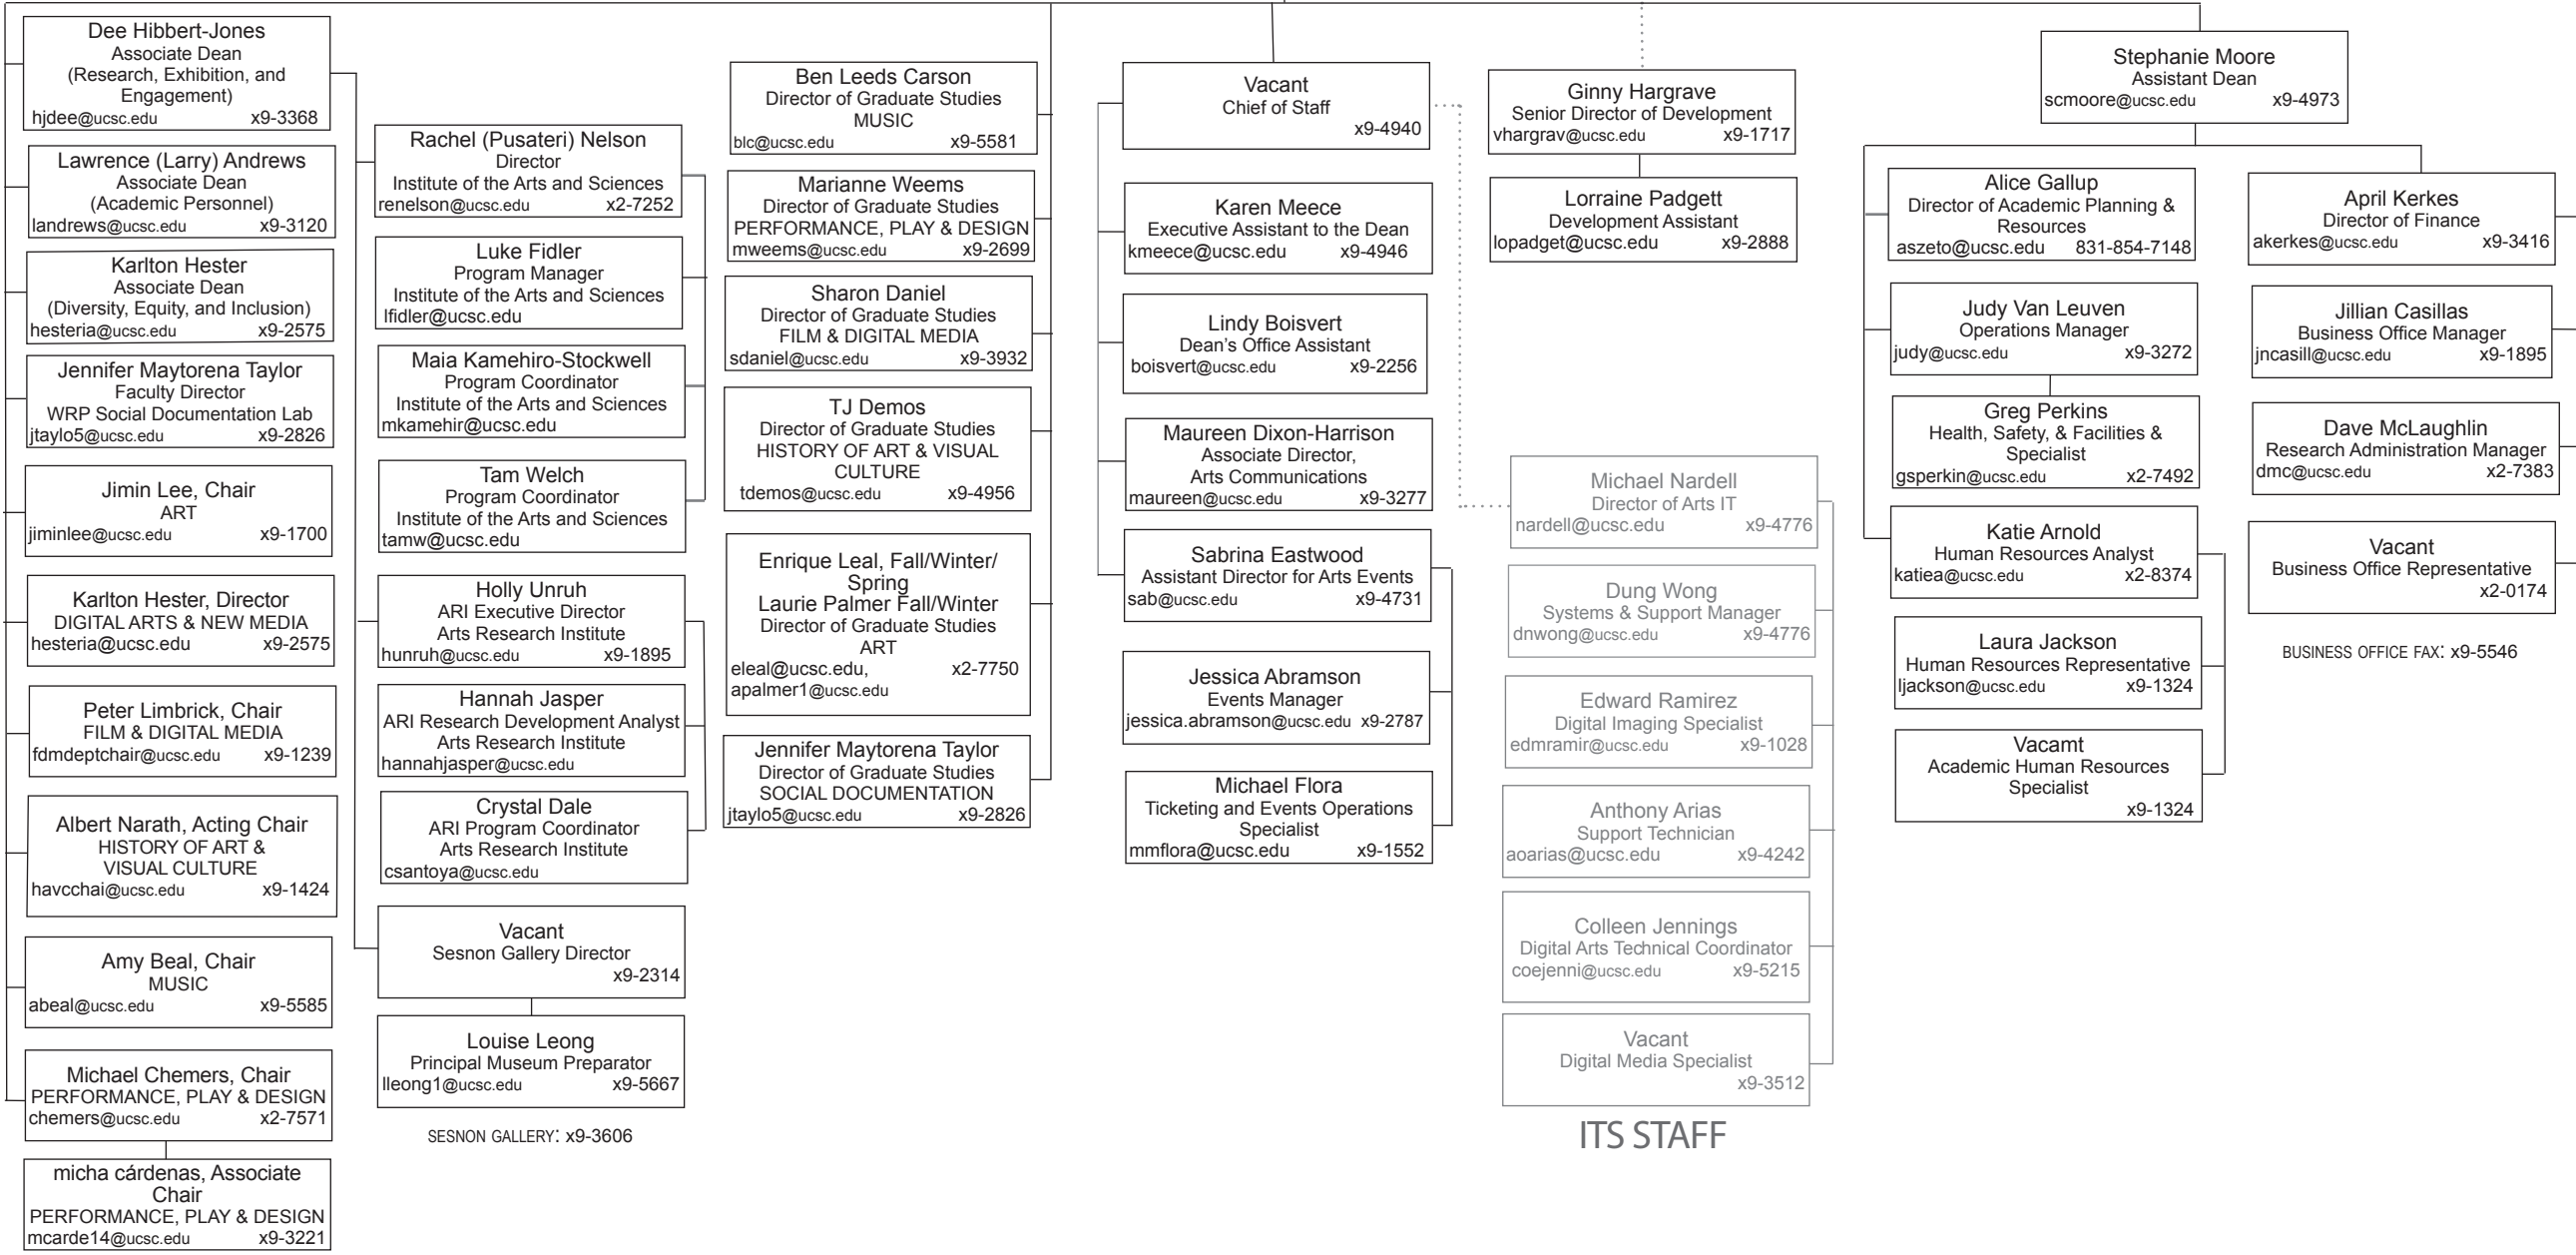 Dee Hibbert-Jones
Associate Dean
(Research, Exhibition, and
Engagement)
hjdee@ucsc.edu x9-3368
Lawrence (Larry) Andrews
Associate Dean
(Academic Personnel)
landrews@ucsc.edu x9-3120
Karlton Hester
Associate Dean
(Diversity, Equity, and Inclusion)
hesteria@ucsc.edu x9-2575
Jennifer Maytorena Taylor
Faculty Director
WRP Social Documentation Lab
jtaylo5@ucsc.edu x9-2826
Jimin Lee, Chair
ART
jiminlee@ucsc.edu x9-1700
Karlton Hester, Director
DIGITAL ARTS & NEW MEDIA
hesteria@ucsc.edu x9-2575
Peter Limbrick, Chair
FILM & DIGITAL MEDIA
fdmdeptchair@ucsc.edu x9-1239
Albert Narath, Acting Chair
HISTORY OF ART &
VISUAL CULTURE
havcchai@ucsc.edu x9-1424
Amy Beal, Chair
MUSIC
abeal@ucsc.edu x9-5585
Michael Chemers, Chair
PERFORMANCE, PLAY & DESIGN
chemers@ucsc.edu x2-7571
micha cárdenas, Associate
Chair
PERFORMANCE, PLAY & DESIGN
mcarde14@ucsc.edu x9-3221
Rachel (Pusateri) Nelson
Director
Institute of the Arts and Sciences
renelson@ucsc.edu x2-7252
Luke Fidler
Program Manager
Institute of the Arts and Sciences
lfidler@ucsc.edu
Maia Kamehiro-Stockwell
Program Coordinator
Institute of the Arts and Sciences
mkamehir@ucsc.edu
Tam Welch
Program Coordinator
Institute of the Arts and Sciences
tamw@ucsc.edu
Holly Unruh
ARI Executive Director
Arts Research Institute
hunruh@ucsc.edu x9-1895
Hannah Jasper
ARI Research Development Analyst
Arts Research Institute
hannahjasper@ucsc.edu
Crystal Dale
ARI Program Coordinator
Arts Research Institute
csantoya@ucsc.edu
Vacant
Sesnon Gallery Director
x9-2314
Louise Leong
Principal Museum Preparator
lleong1@ucsc.edu x9-5667
SESNON GALLERY: x9-3606
Ben Leeds Carson
Director of Graduate Studies
MUSIC
blc@ucsc.edu x9-5581
Marianne Weems
Director of Graduate Studies
PERFORMANCE, PLAY & DESIGN
mweems@ucsc.edu x9-2699
Sharon Daniel
Director of Graduate Studies
FILM & DIGITAL MEDIA
sdaniel@ucsc.edu x9-3932
TJ Demos
Director of Graduate Studies
HISTORY OF ART & VISUAL
CULTURE
tdemos@ucsc.edu x9-4956
Enrique Leal, Fall/Winter/
Spring
Laurie Palmer Fall/Winter
Director of Graduate Studies
ART
eleal@ucsc.edu, x2-7750
apalmer1@ucsc.edu
Jennifer Maytorena Taylor
Director of Graduate Studies
SOCIAL DOCUMENTATION
jtaylo5@ucsc.edu x9-2826
Vacant
Chief of Staff
x9-4940
Karen Meece
Executive Assistant to the Dean
kmeece@ucsc.edu x9-4946
Lindy Boisvert
Dean's Office Assistant
boisvert@ucsc.edu x9-2256
Maureen Dixon-Harrison
Associate Director,
Arts Communications
maureen@ucsc.edu x9-3277
Sabrina Eastwood
Assistant Director for Arts Events
sab@ucsc.edu x9-4731
Jessica Abramson
Events Manager
jessica.abramson@ucsc.edu x9-2787
Michael Flora
Ticketing and Events Operations
Specialist
mmflora@ucsc.edu x9-1552
Ginny Hargrave
Senior Director of Development
vhargrav@ucsc.edu x9-1717
Lorraine Padgett
Development Assistant
lopadget@ucsc.edu x9-2888
Michael Nardell
Director of Arts IT
nardell@ucsc.edu x9-4776
Dung Wong
Systems & Support Manager
dnwong@ucsc.edu x9-4776
Edward Ramirez
Digital Imaging Specialist
edmramir@ucsc.edu x9-1028
Anthony Arias
Support Technician
aoarias@ucsc.edu x9-4242
Colleen Jennings
Digital Arts Technical Coordinator
coejenni@ucsc.edu x9-5215
Vacant
Digital Media Specialist
x9-3512
ITS STAFF
Stephanie Moore
Assistant Dean
scmoore@ucsc.edu x9-4973
Alice Gallup
Director of Academic Planning &
Resources
aszeto@ucsc.edu 831-854-7148
Judy Van Leuven
Operations Manager
judy@ucsc.edu x9-3272
Greg Perkins
Health, Safety, & Facilities &
Specialist
gsperkin@ucsc.edu x2-7492
Katie Arnold
Human Resources Analyst
katiea@ucsc.edu x2-8374
Laura Jackson
Human Resources Representative
ljackson@ucsc.edu x9-1324
Vacamt
Academic Human Resources
Specialist
x9-1324
April Kerkes
Director of Finance
akerkes@ucsc.edu x9-3416
Jillian Casillas
Business Office Manager
jncasill@ucsc.edu x9-1895
Dave McLaughlin
Research Administration Manager
dmc@ucsc.edu x2-7383
Vacant
Business Office Representative
x2-0174
BUSINESS OFFICE FAX: x9-5546